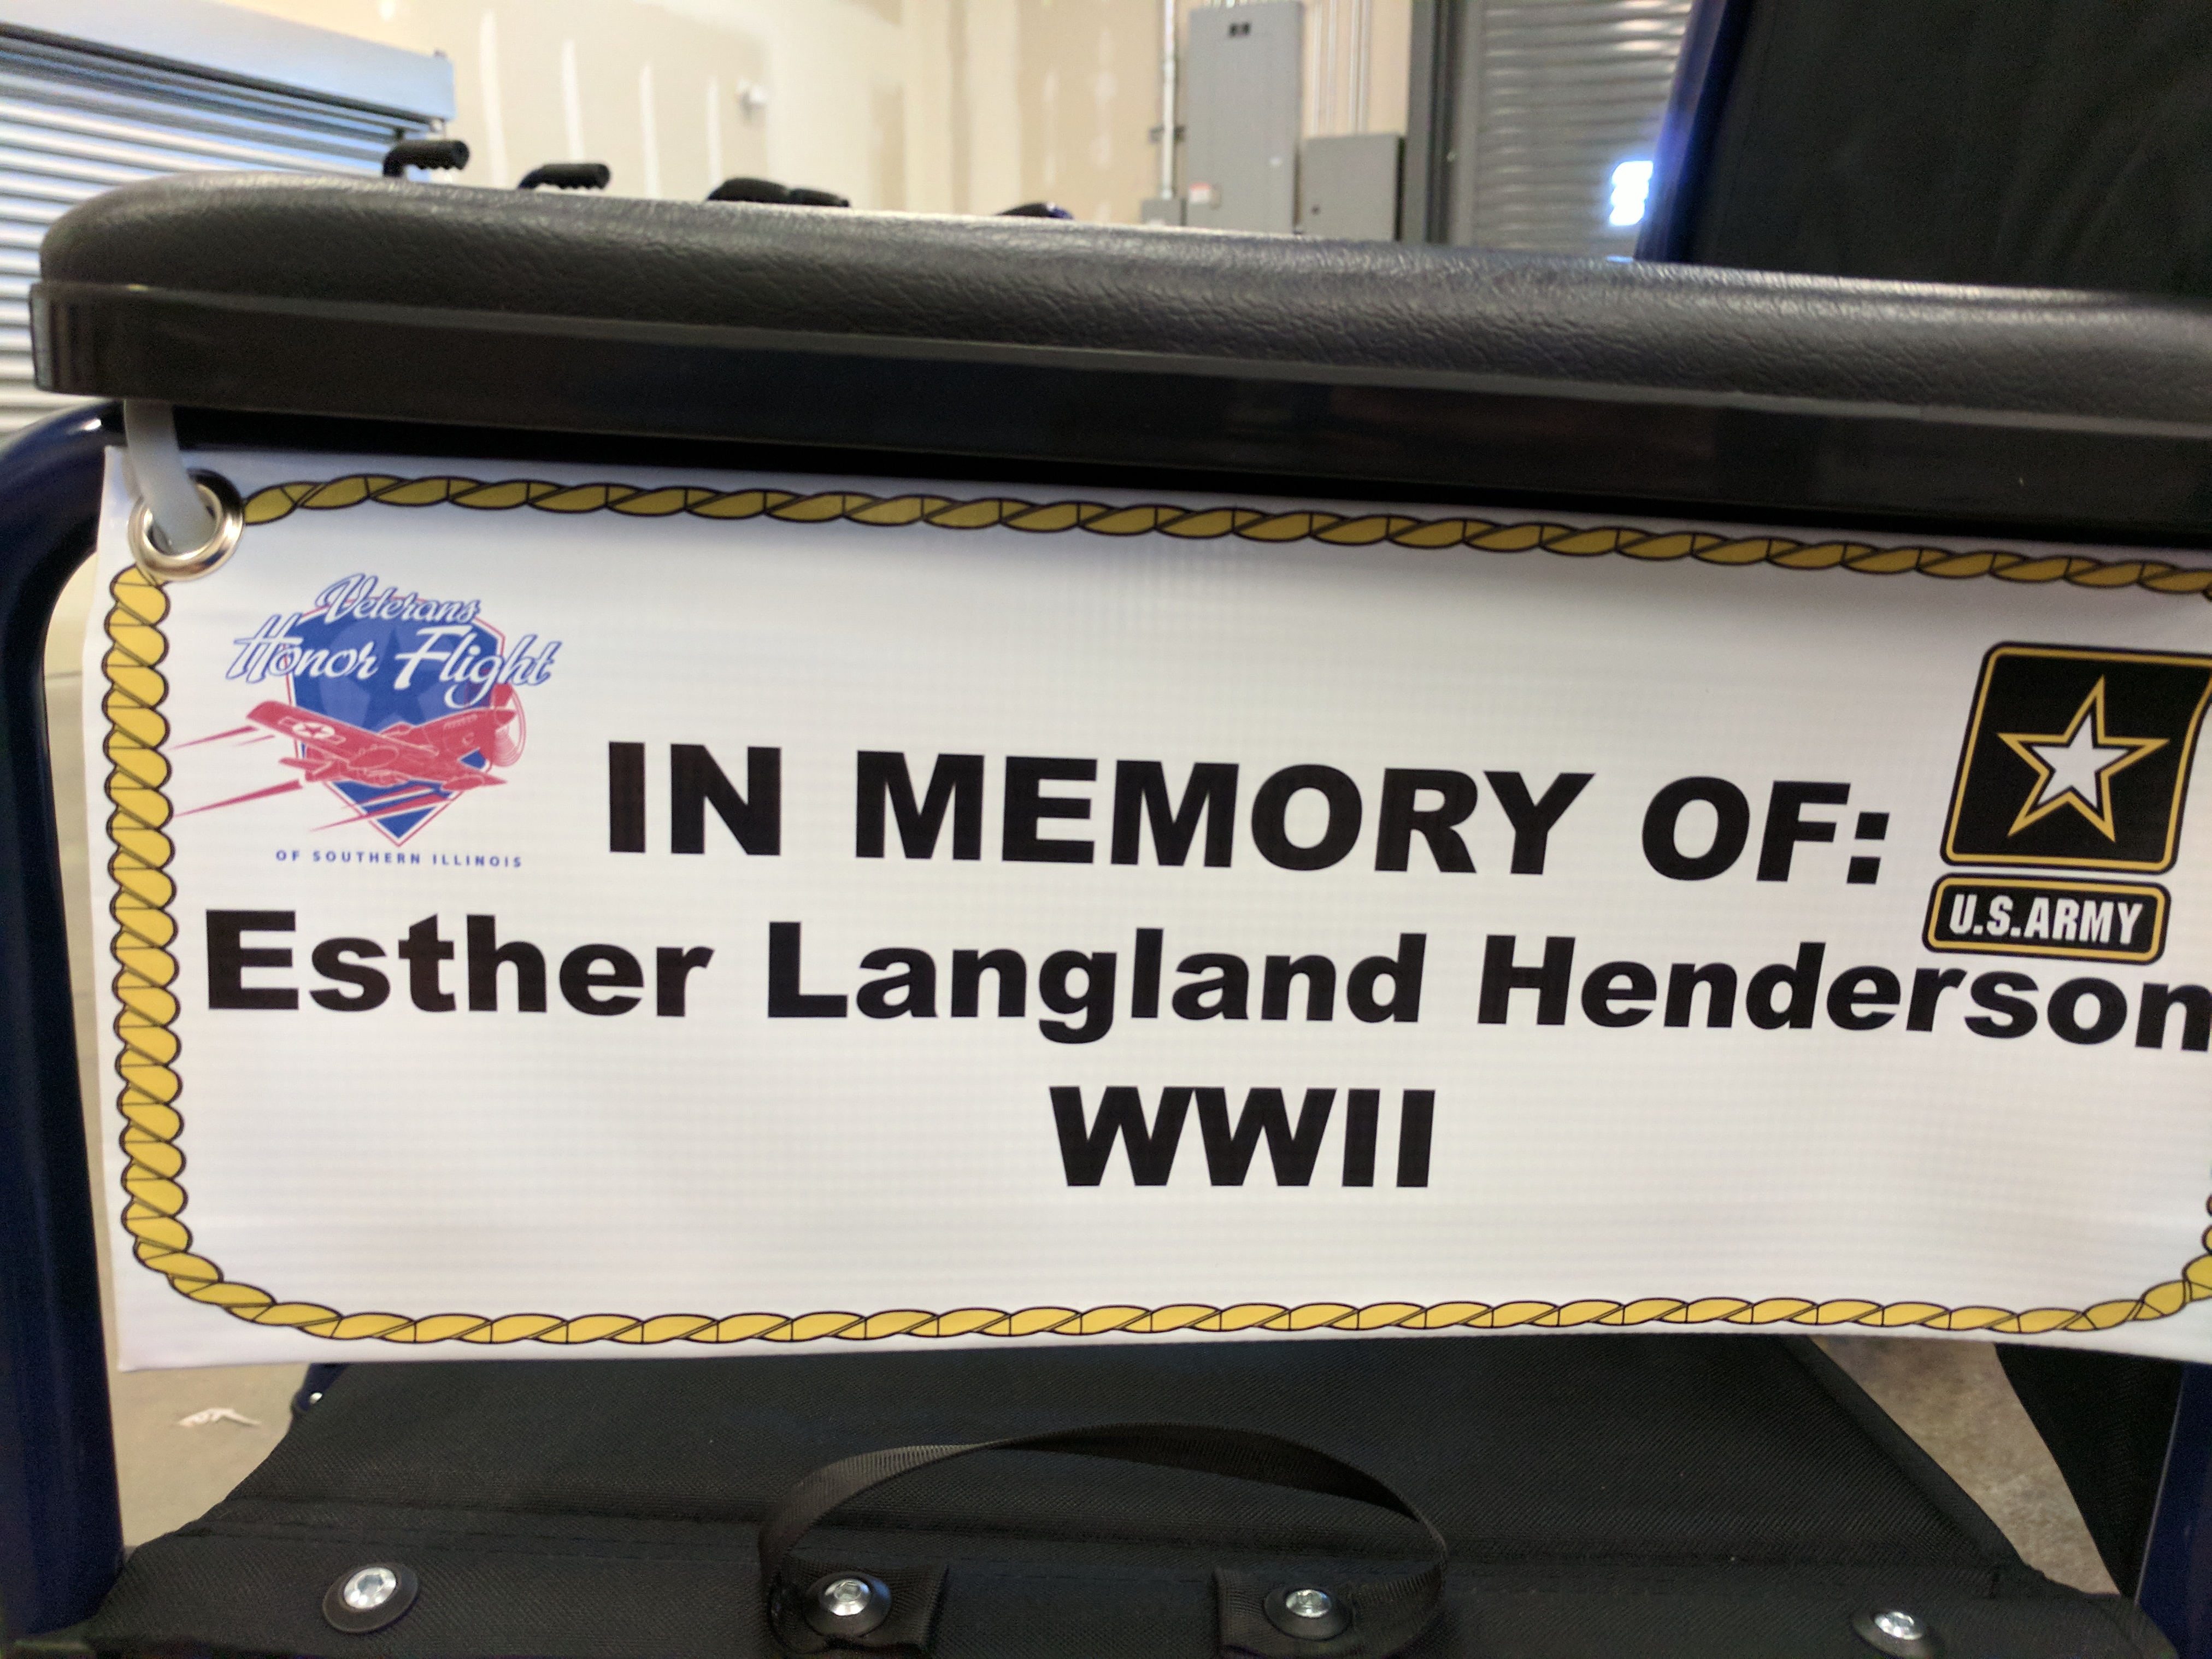 Veterans
Honor Flight
OF SOUTHERN ILLINOIS
IN MEMORY OF:
U.S.ARMY
Esther Langland Henderson
WWII